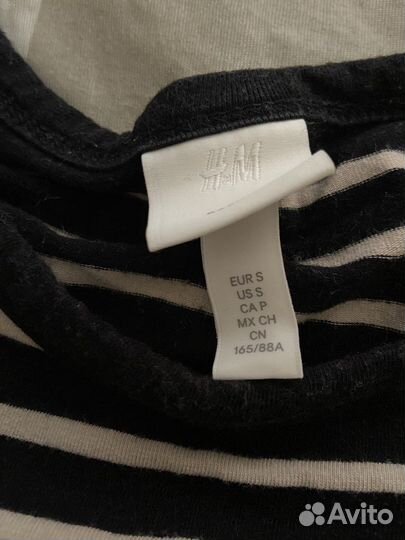 H&M
EUR S
US S
CA P
MX CH
CN
165/88A
Avito